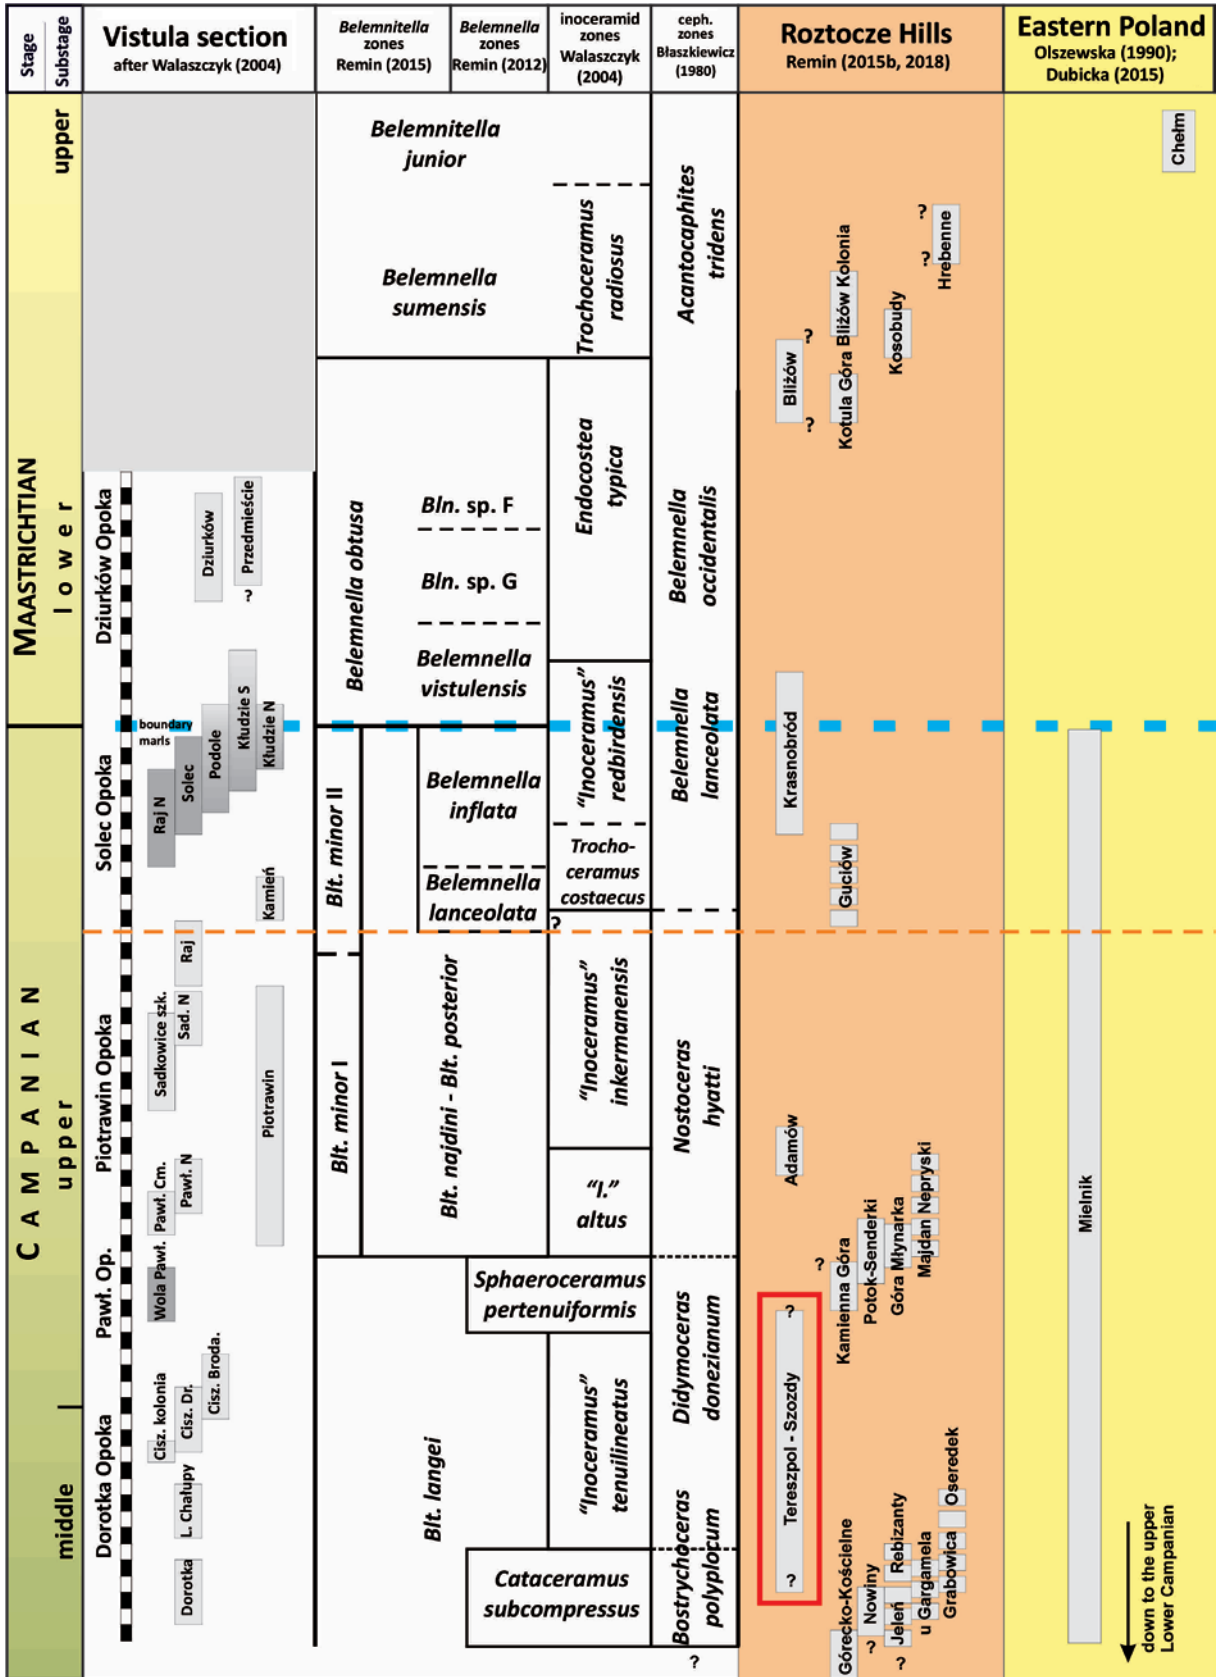 Stage
Substage
Vistula section
after Walaszczyk (2004)
Belemnitella
zones
Remin (2015)
Belemnella
zones
Remin (2012)
inoceramid
zones
Walaszczyk
(2004)
ceph.
zones
Błaszkiewicz
(1980)
Roztocze Hills
Remin (2015b, 2018)
Eastern Poland
Olszewska (1990);
Dubicka (2015)
MAASTRICHTIAN
upper
lower
CAMPANIAN
upper
middle
Dziurków Opoka
Solec Opoka
Piotrawin Opoka
Pawł. Op.
Dorotka Opoka
Dziurków
Przedmieście
?
boundary
marls
Raj N
Solec
Podole
Kłudzie S
Kłudzie N
Kamień
Raj
Sadkowice szk.
Sad. N
Piotrawin
Pawł. Cm.
Pawł. N
Wola Pawł.
Cisz. kolonia
Cisz. Dr.
Cisz. Broda.
L. Chałupy
Dorotka
Belemnitella
junior
Belemnella
sumensis
Belemnella obtusa
Bln. sp. F
Bln. sp. G
Belemnella
vistulensis
Blt. minor II
Belemnella
inflata
Belemnella
lanceolata
Blt. minor I
Blt. najdini - Blt. posterior
Blt. langei
Trochoceramus
radiosus
Endocostea
typica
"Inoceramus"
redbirdensis
Trocho-
ceramus
costaecus
?
"Inoceramus"
inkermanensis
"I."
altus
Sphaeroceramus
pertenuiformis
"Inoceramus"
tenuilineatus
Cataceramus
subcompressus
Acantocaphites
tridens
Belemnella
occidentalis
Belemnella
lanceolata
Nostoceras
hyatti
Didymoceras
donezianum
Bostrychoceras
polyplocum
?
?
?
Hrebenne
Kosobudy
Kotula Góra Bliżów Kolonia
?
Bliżów
?
Krasnobród
Guciów
Adamów
Majdan Nepryski
Góra Młynarka
Potok-Senderki
Kamienna Góra
?
?
Tereszpol - Szozdy
?
Oseredek
Grabowica
u Gargamela
Rebizanty
Jeleń
?
Nowiny
?
Górecko-Kościelne
Chełm
Mielnik
down to the upper
Lower Campanian